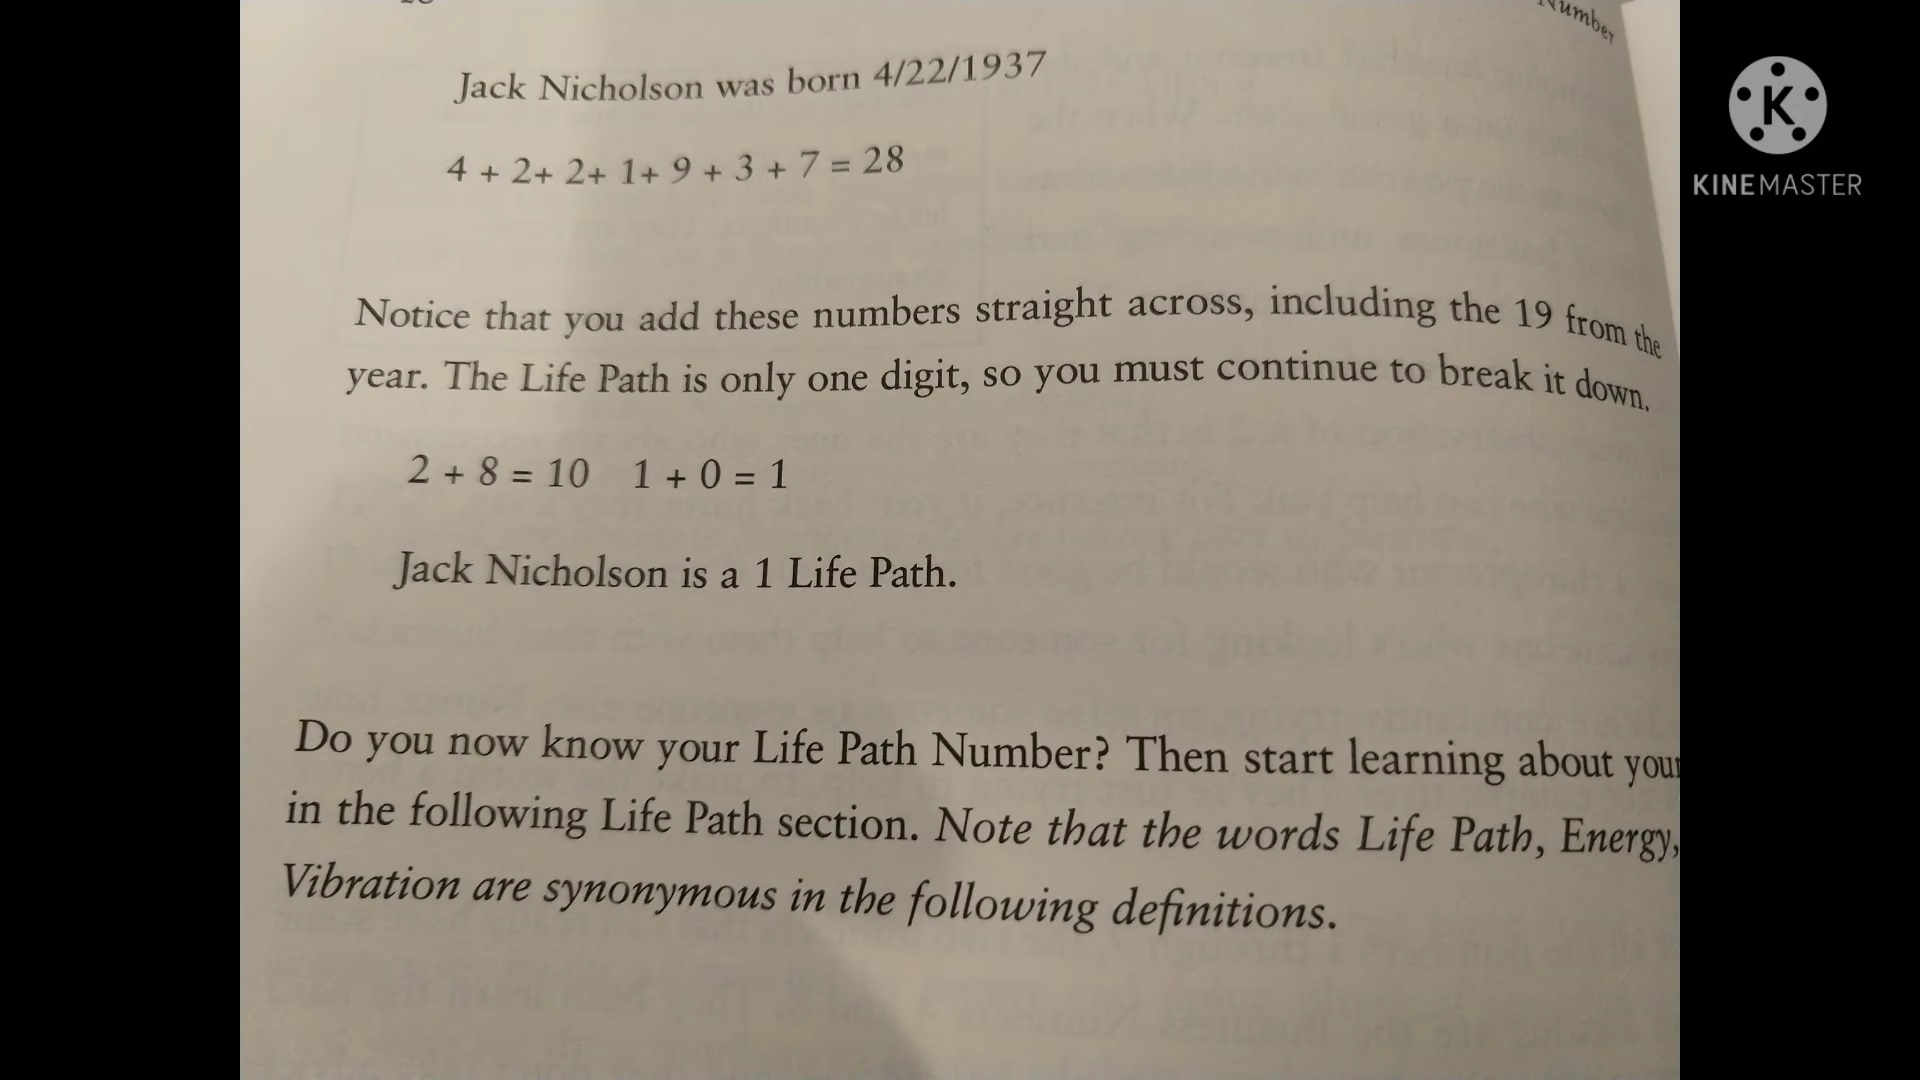 Number
Jack Nicholson was born 4/22/1937
4 + 2+ 2+ 1+ 9 + 3 + 7 = 28
Notice that you add these numbers straight across, including the 19 from the
year. The Life Path is only one digit, so you must continue to break it down.
2 + 8 = 10 1 + 0 = 1
Jack Nicholson is a 1 Life Path.
Do you now know your Life Path Number? Then start learning about your
in the following Life Path section. Note that the words Life Path, Energy,
Vibration are synonymous in the following definitions.
K
KINEMASTER